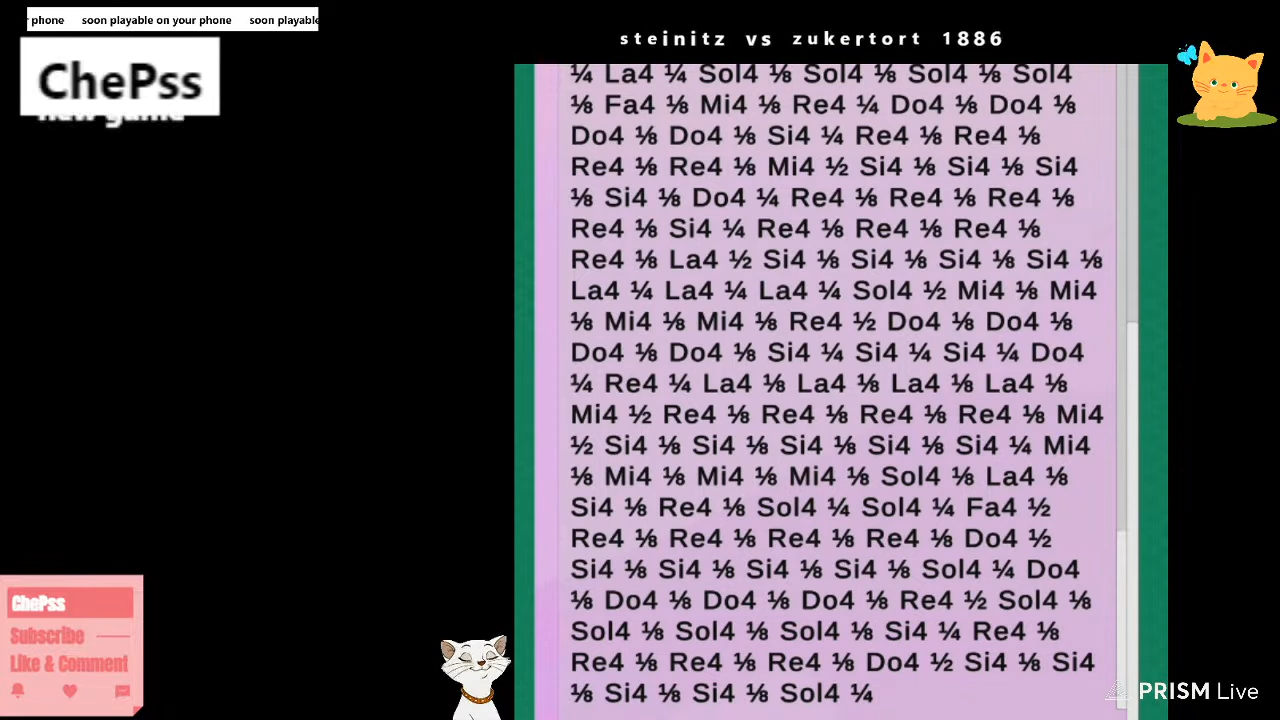 phone soon playable on your phone soon playable
ChePss
new game
steinitz vs zukertort 1886
¼ La4 ¼ Sol4 ⅛ Sol4 ⅛ Sol4 ⅛ Sol4
⅛ Fa4 ⅛ Mi4 ⅛ Re4 ¼ Do4 ⅛ Do4 ⅛
Do4 ⅛ Do4 ⅛ Si4 ¼ Re4 ⅛ Re4 ⅛
Re4 ⅛ Re4 ⅛ Mi4 ½ Si4 ⅛ Si4 ⅛ Si4
⅛ Si4 ⅛ Do4 ¼ Re4 ⅛ Re4 ⅛ Re4 ⅛
Re4 ⅛ Si4 ¼ Re4 ⅛ Re4 ⅛ Re4 ⅛
Re4 ⅛ La4 ½ Si4 ⅛ Si4 ⅛ Si4 ⅛ Si4 ⅛
La4 ¼ La4 ¼ La4 ¼ Sol4 ½ Mi4 ⅛ Mi4
⅛ Mi4 ⅛ Mi4 ⅛ Re4 ½ Do4 ⅛ Do4 ⅛
Do4 ⅛ Do4 ⅛ Si4 ¼ Si4 ¼ Si4 ¼ Do4
¼ Re4 ¼ La4 ⅛ La4 ⅛ La4 ⅛ La4 ⅛
Mi4 ½ Re4 ⅛ Re4 ⅛ Re4 ⅛ Re4 ⅛ Mi4
½ Si4 ⅛ Si4 ⅛ Si4 ⅛ Si4 ⅛ Si4 ¼ Mi4
⅛ Mi4 ⅛ Mi4 ⅛ Mi4 ⅛ Sol4 ⅛ La4 ⅛
Si4 ⅛ Re4 ⅛ Sol4 ¼ Sol4 ¼ Fa4 ½
Re4 ⅛ Re4 ⅛ Re4 ⅛ Re4 ⅛ Do4 ½
Si4 ⅛ Si4 ⅛ Si4 ⅛ Si4 ⅛ Sol4 ¼ Do4
⅛ Do4 ⅛ Do4 ⅛ Do4 ⅛ Re4 ½ Sol4 ⅛
Sol4 ⅛ Sol4 ⅛ Sol4 ⅛ Si4 ¼ Re4 ⅛
Re4 ⅛ Re4 ⅛ Re4 ⅛ Do4 ½ Si4 ⅛ Si4
⅛ Si4 ⅛ Si4 ⅛ Sol4 ¼
ChePss
Subscribe
Like & Comment
PRISM Live